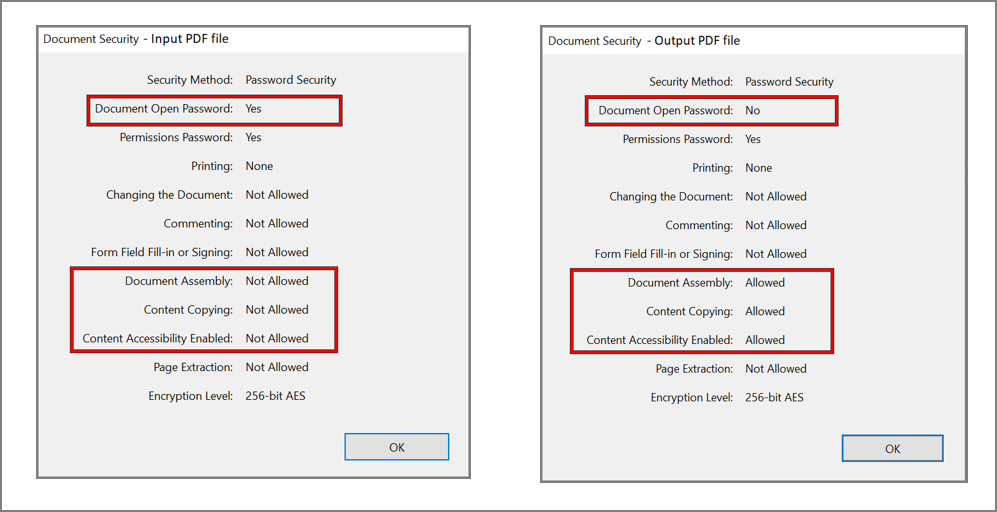 Document Security - Input PDF file
Security Method: Password Security
Document Open Password: Yes
Permissions Password: Yes
Printing: None
Changing the Document: Not Allowed
Commenting: Not Allowed
Form Field Fill-in or Signing: Not Allowed
Document Assembly: Not Allowed
Content Copying: Not Allowed
Content Accessibility Enabled: Not Allowed
Page Extraction: Not Allowed
Encryption Level: 256-bit AES
OK
Document Security - Output PDF file
Security Method: Password Security
Document Open Password: No
Permissions Password: Yes
Printing: None
Changing the Document: Not Allowed
Commenting: Not Allowed
Form Field Fill-in or Signing: Not Allowed
Document Assembly: Allowed
Content Copying: Allowed
Content Accessibility Enabled: Allowed
Page Extraction: Not Allowed
Encryption Level: 256-bit AES
OK